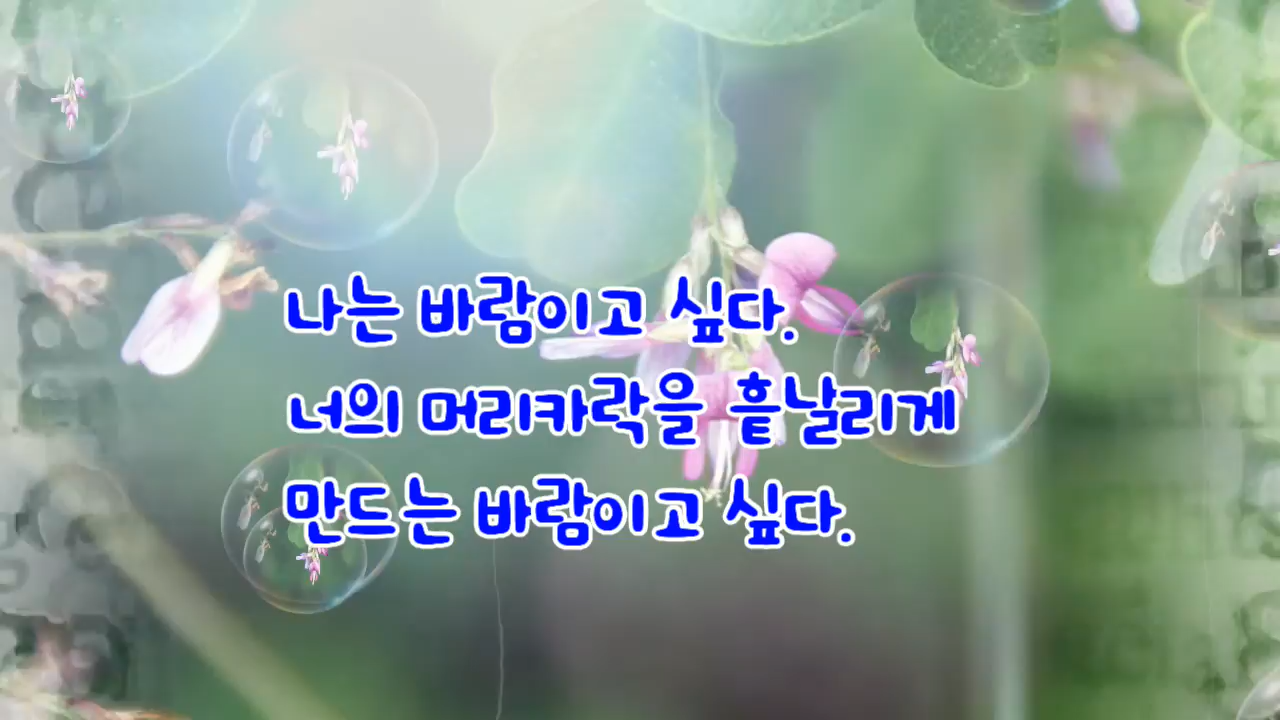 나는 바람이고 싶다.
너의 머리카락을 흩날리게
만드는 바람이고 싶다.